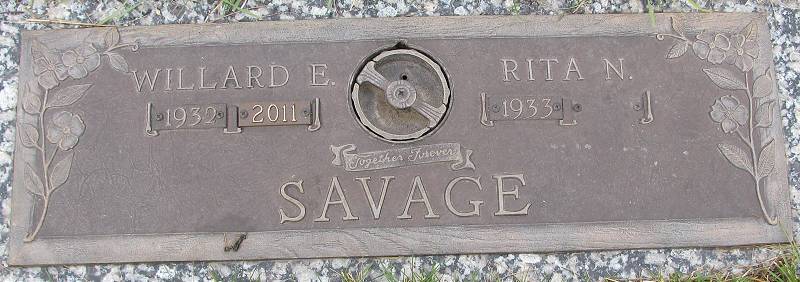 WILLARD E. RITA N.
1932 2011 1933
Together Forever
SAVAGE